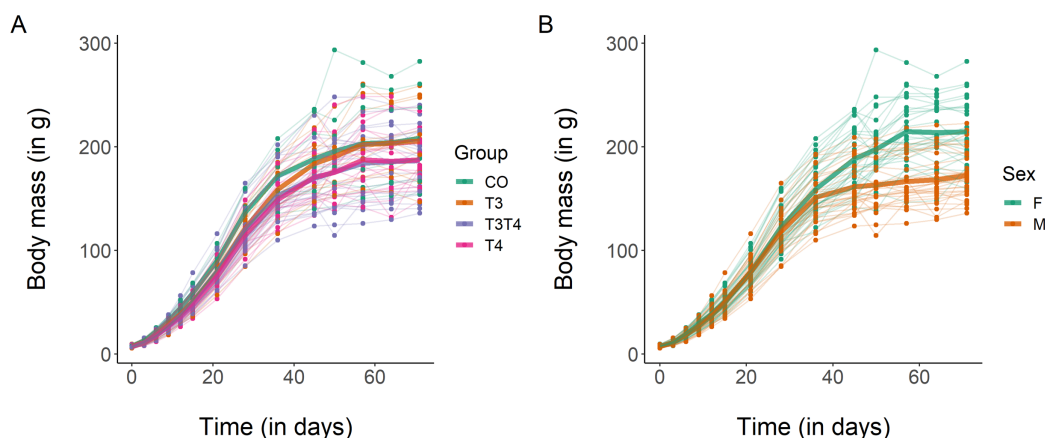 A
Body mass (in g)
300
200
100
0
0 20 40 60
Time (in days)
Group
CO
T3
T3T4
T4
B
Body mass (in g)
300
200
100
0
0 20 40 60
Time (in days)
Sex
F
M